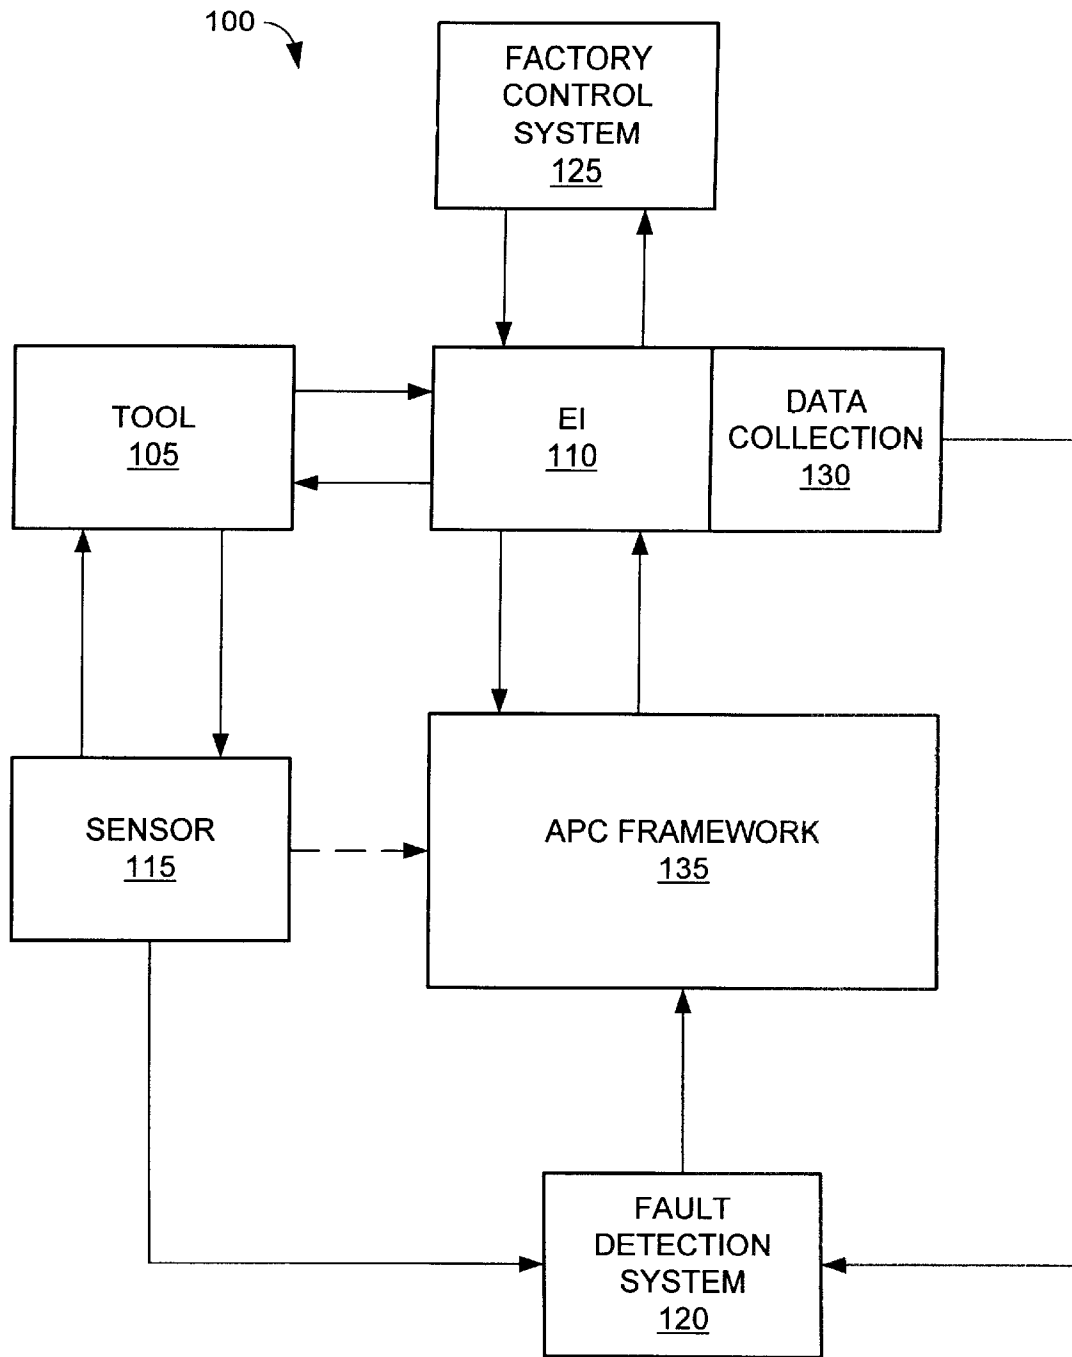 100
FACTORY
CONTROL
SYSTEM
125
TOOL
105
EI
110
DATA
COLLECTION
130
SENSOR
115
APC FRAMEWORK
135
FAULT
DETECTION
SYSTEM
120